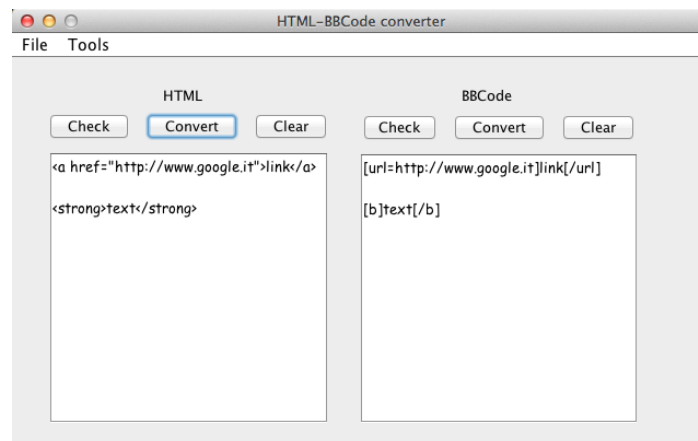 HTML-BBCode converter
File Tools
HTML
Check Convert Clear
<a href="http://www.google.it">link</a>
<strong>text</strong>
BBCode
Check Convert Clear
[url=http://www.google.it]link[/url]
[b]text[/b]